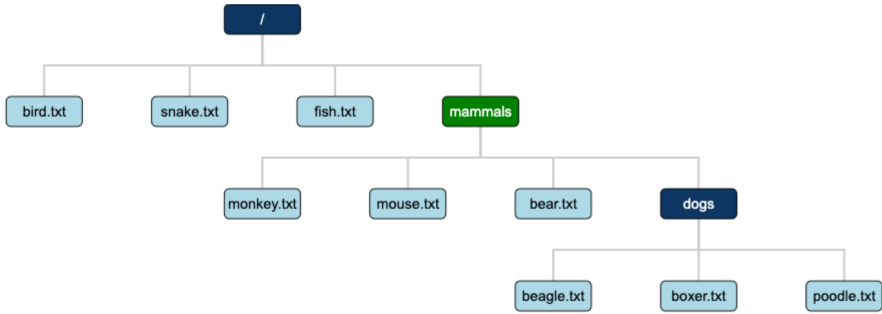 /
bird.txt
snake.txt
fish.txt
mammals
monkey.txt
mouse.txt
bear.txt
dogs
beagle.txt
boxer.txt
poodle.txt